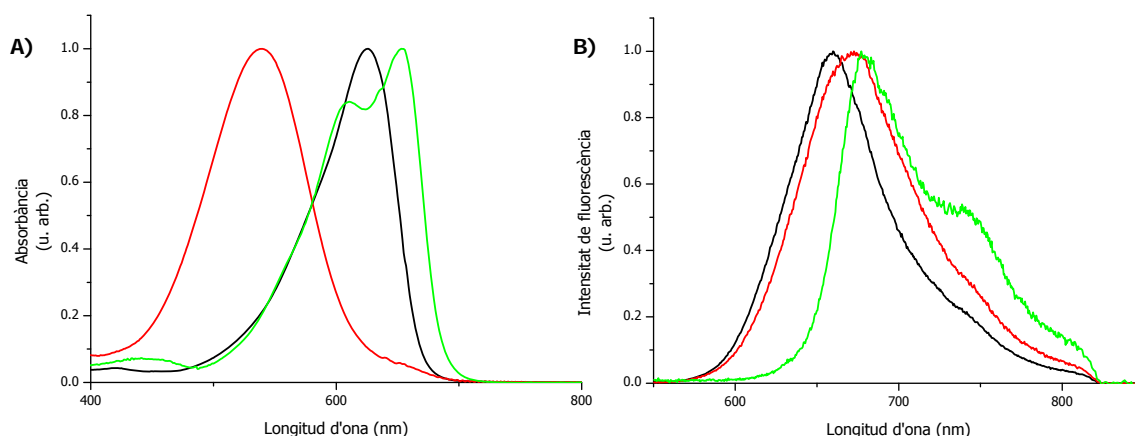 A)
Absorbància
(u. arb.)
1.0
0.8
0.6
0.4
0.2
0.0
400
600
800
Longitud d'ona (nm)
B)
Intensitat de fluorescència
(u. arb.)
1.0
0.8
0.6
0.4
0.2
0.0
600
700
800
Longitud d'ona (nm)